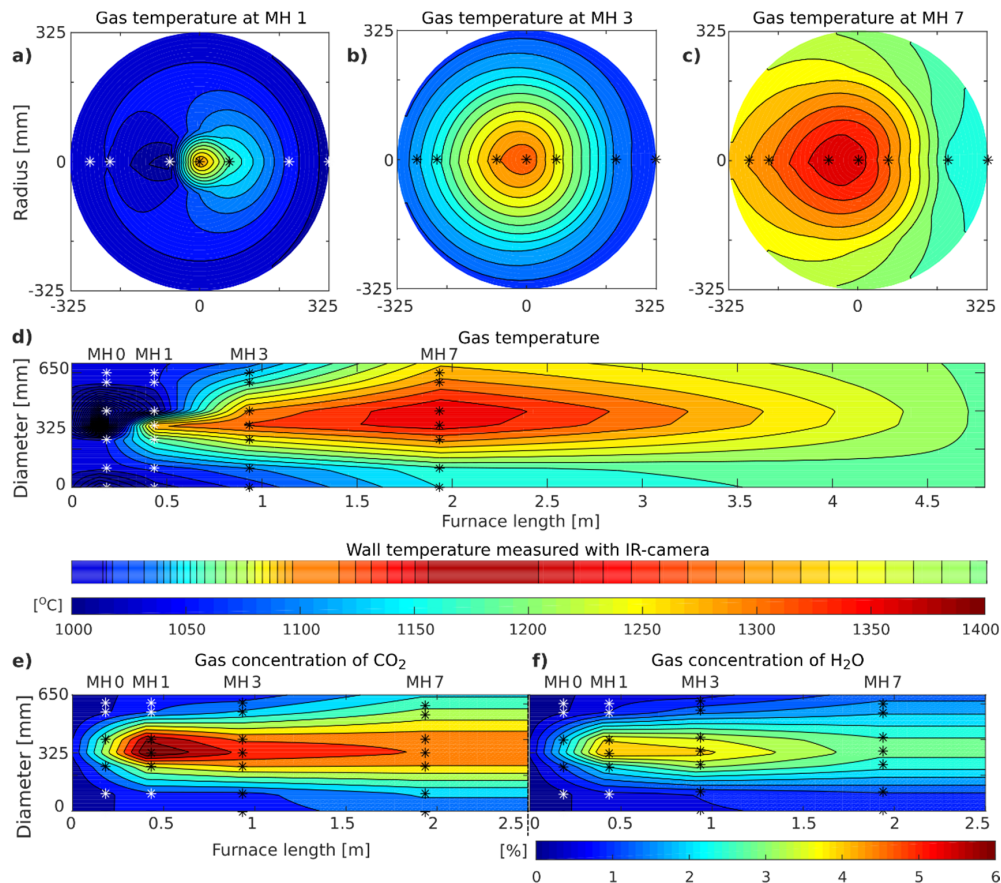 Gas temperature at MH 1
Gas temperature at MH 3
Gas temperature at MH 7
a)
b)
c)
Radius [mm]
325
0
-325
-325 0 325
325
0
-325
-325 0 325
325
0
-325
-325 0 325
d)
Gas temperature
MH 0 MH 1 MH 3 MH 7
Diameter [mm]
650
325
0
0 0.5 1 1.5 2 2.5 3 3.5 4 4.5
Furnace length [m]
Wall temperature measured with IR-camera
[°C]
1000 1050 1100 1150 1200 1250 1300 1350 1400
e)
Gas concentration of CO₂
MH 0 MH 1 MH 3 MH 7
Diameter [mm]
650
325
0
0 0.5 1 1.5 2
Furnace length [m]
f)
Gas concentration of H₂O
MH 0 MH 1 MH 3 MH 7
0 0.5 1 1.5 2 2.5
[%]
0 1 2 3 4 5 6